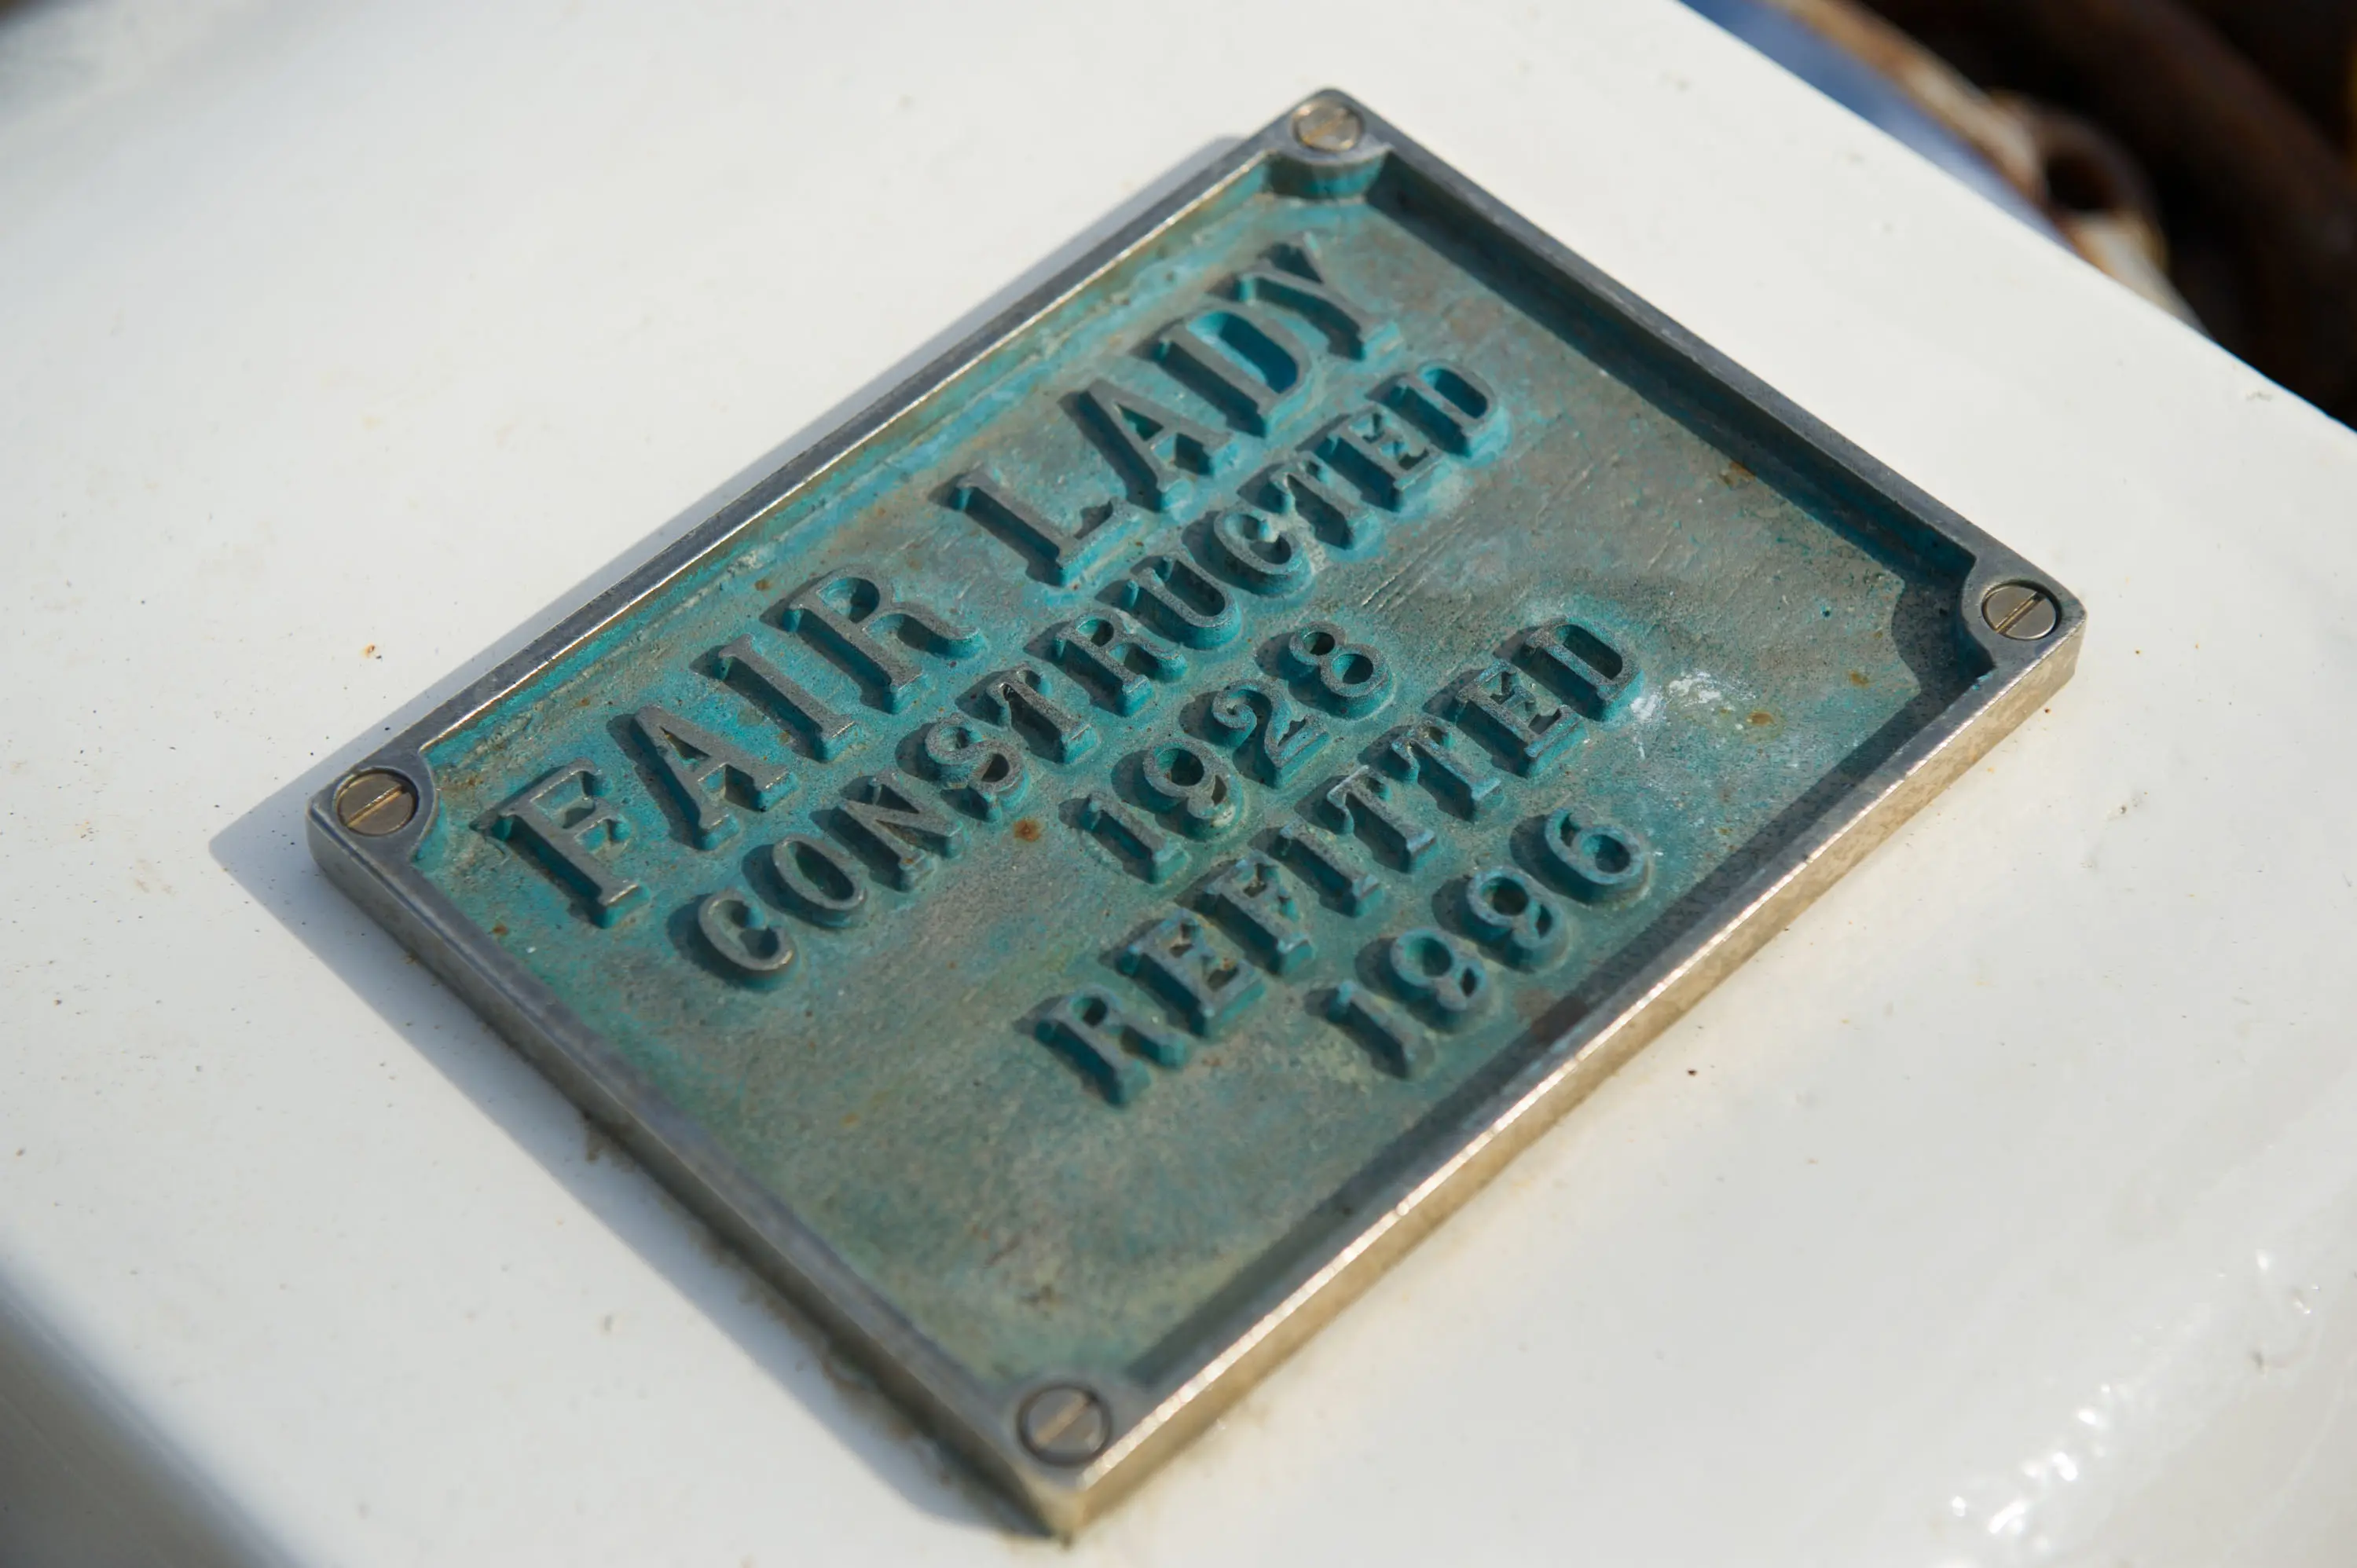 FAIR LADY
CONSTRUCTED
1928
REFITTED
1996